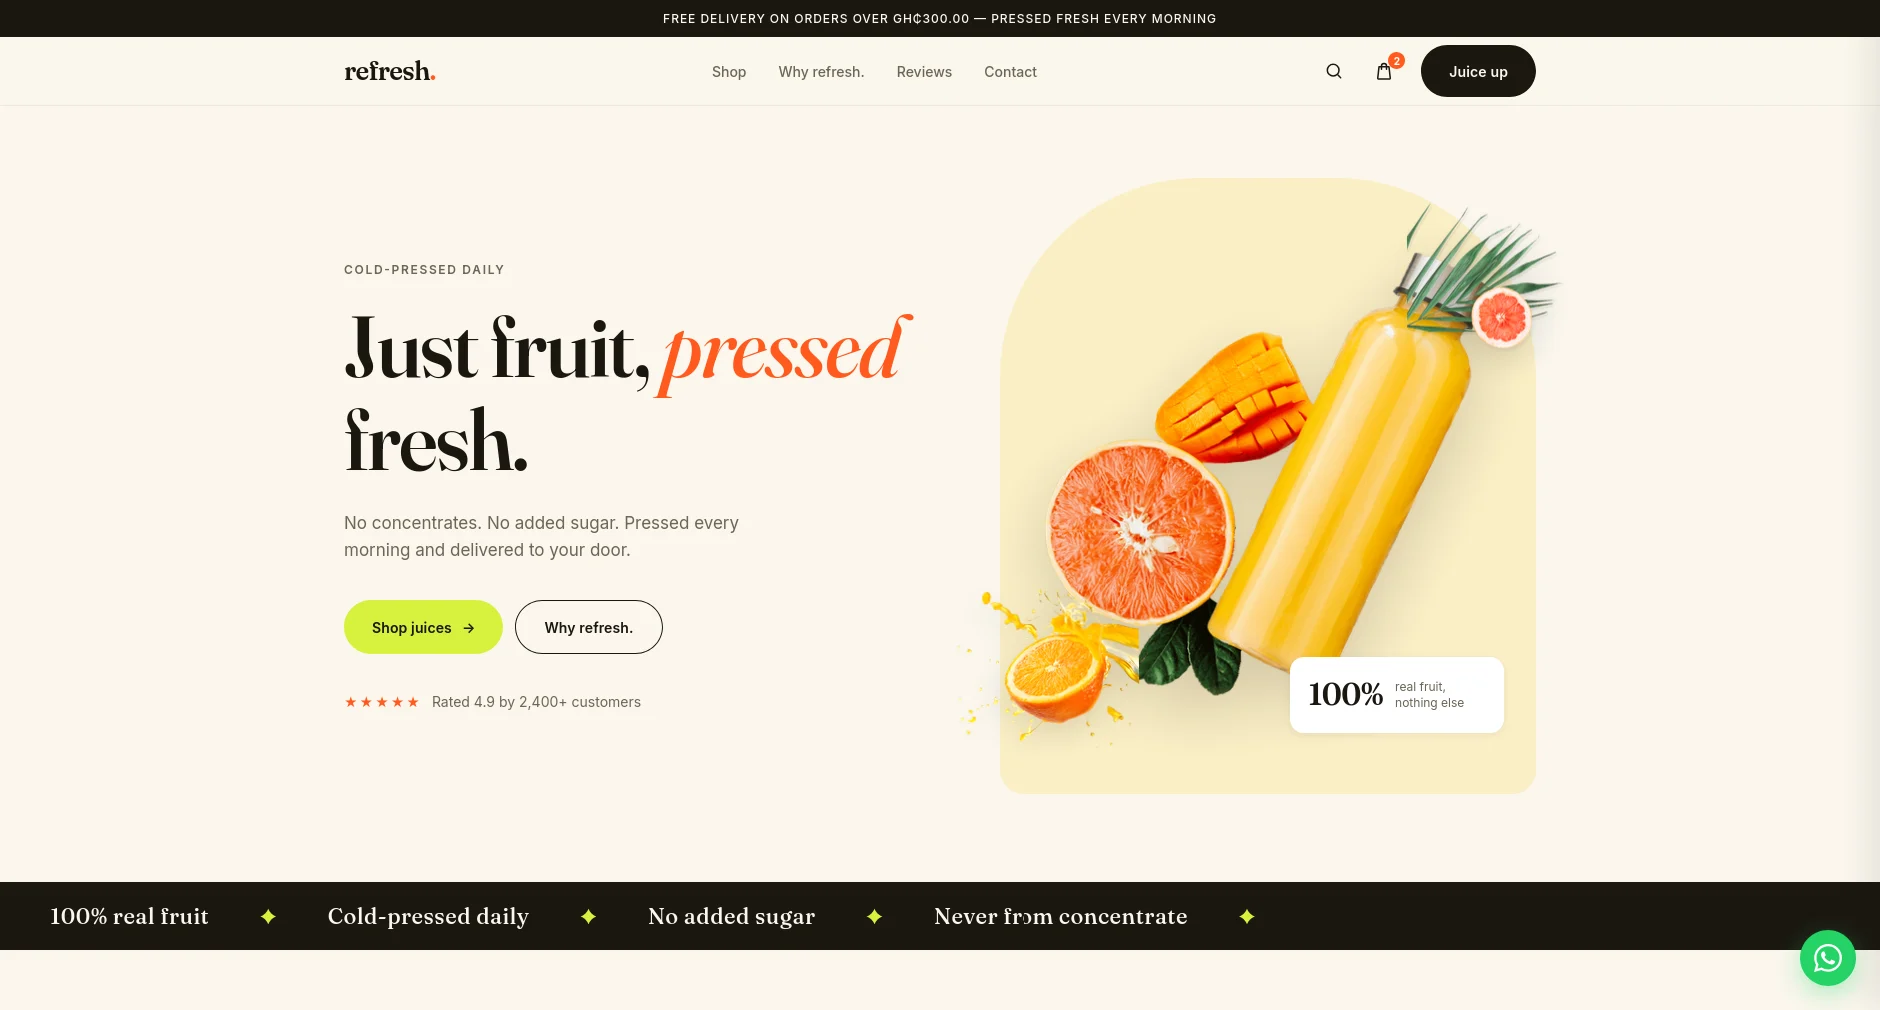 FREE DELIVERY ON ORDERS OVER GH₵300.00 — PRESSED FRESH EVERY MORNING
refresh.
Shop
Why refresh.
Reviews
Contact
2
Juice up
COLD-PRESSED DAILY
Just fruit, pressed
fresh.
No concentrates. No added sugar. Pressed every
morning and delivered to your door.
Shop juices →
Why refresh.
★★★★★ Rated 4.9 by 2,400+ customers
100%
real fruit,
nothing else
100% real fruit ✦ Cold-pressed daily ✦ No added sugar ✦ Never from concentrate ✦